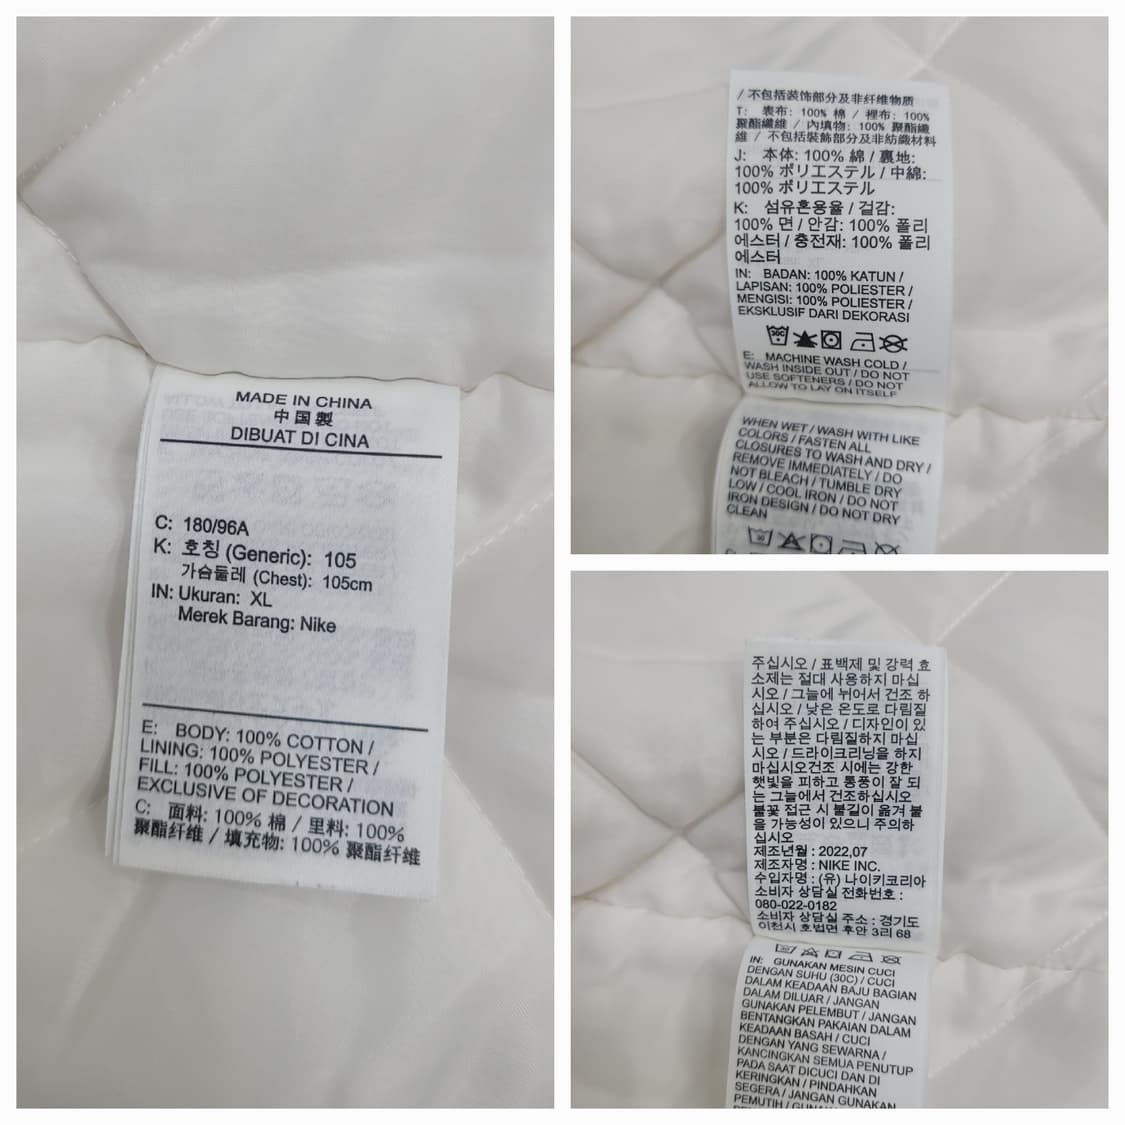 MADE IN CHINA
中国製
DIBUAT DI CINA
C: 180/96A
K: 호칭 (Generic): 105
가슴둘레 (Chest): 105cm
IN: Ukuran: XL
Merek Barang: Nike
E: BODY: 100% COTTON /
LINING: 100% POLYESTER /
FILL: 100% POLYESTER /
EXCLUSIVE OF DECORATION
C: 面料: 100% 棉 / 里料: 100%
聚酯纤维 / 填充物: 100% 聚酯纤维
/ 不包括装饰部分及非纤维物质
T: 表布: 100% 棉 / 裡布: 100%
聚酯纖維 / 內填物: 100% 聚酯纖
維 / 不包括裝飾部分及非紡織材料
J: 本体: 100% 綿 / 裏地:
100% ポリエステル / 中綿:
100% ポリエステル
K: 섬유혼용율 / 겉감:
100% 면 / 안감: 100% 폴리
에스터 / 충전재: 100% 폴리
에스터
IN: BADAN: 100% KATUN /
LAPISAN: 100% POLIESTER /
MENGISI: 100% POLIESTER /
EKSKLUSIF DARI DEKORASI
30C
E: MACHINE WASH COLD /
WASH INSIDE OUT / DO NOT
USE SOFTENERS / DO NOT
ALLOW TO LAY ON ITSELF
WHEN WET / WASH WITH LIKE
COLORS / FASTEN ALL
CLOSURES TO WASH AND DRY /
REMOVE IMMEDIATELY / DO
NOT BLEACH / TUMBLE DRY
LOW / COOL IRON / DO NOT
IRON DESIGN / DO NOT DRY
CLEAN
30
주십시오 / 표백제 및 강력 효
소제는 절대 사용하지 마십
시오 / 그늘에 뉘어서 건조 하
십시오 / 낮은 온도로 다림질
하여 주십시오 / 디자인이 있
는 부분은 다림질하지 마십
시오 / 드라이크리닝을 하지
마십시오건조 시에는 강한
햇빛을 피하고 통풍이 잘 되
는 그늘에서 건조하십시오
불꽃 접근 시 불길이 옮겨 붙
을 가능성이 있으니 주의하
십시오
제조년월 : 2022,07
제조자명 : NIKE INC.
수입자명 : (유) 나이키코리아
소비자 상담실 전화번호 :
080-022-0182
소비자 상담실 주소 : 경기도
이천시 호법면 후안 3리 68
IN: GUNAKAN MESIN CUCI
DENGAN SUHU (30C) / CUCI
DALAM KEADAAN BAJU BAGIAN
DALAM DILUAR / JANGAN
GUNAKAN PELEMBUT / JANGAN
BENTANGKAN PAKAIAN DALAM
KEADAAN BASAH / CUCI
DENGAN YANG SEWARNA /
KANCINGKAN SEMUA PENUTUP
PADA SAAT DICUCI DAN DI
KERINGKAN / PINDAHKAN
SEGERA / JANGAN GUNAKAN
PEMUTIH /